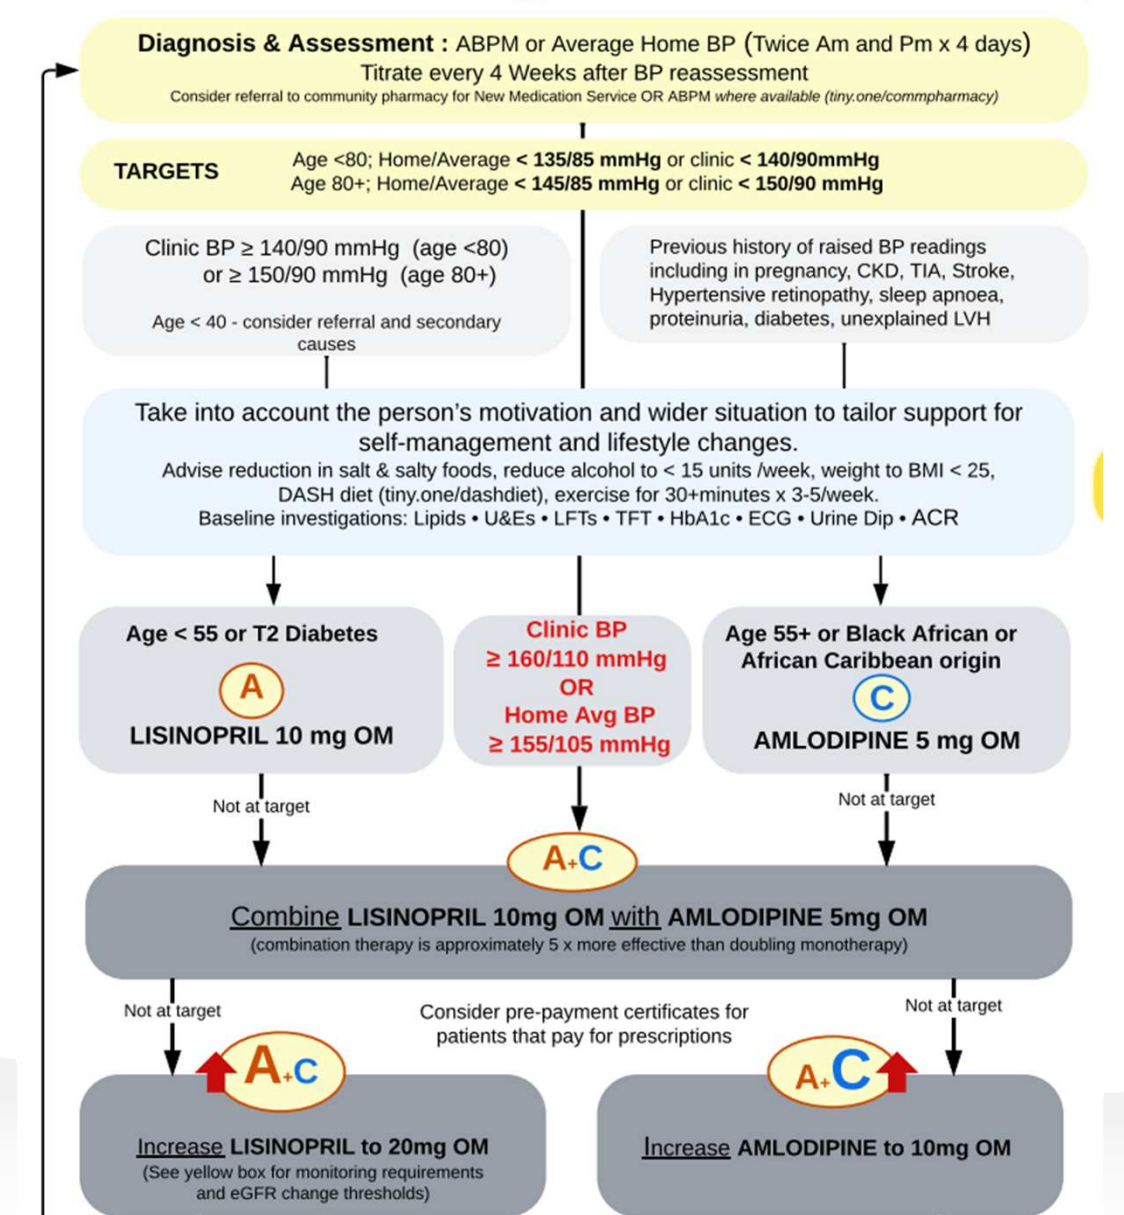 Diagnosis & Assessment : ABPM or Average Home BP (Twice Am and Pm x 4 days)
Titrate every 4 Weeks after BP reassessment
Consider referral to community pharmacy for New Medication Service OR ABPM where available (tiny.one/commpharmacy)
TARGETS
Age <80; Home/Average < 135/85 mmHg or clinic < 140/90mmHg
Age 80+; Home/Average < 145/85 mmHg or clinic < 150/90 mmHg
Clinic BP ≥ 140/90 mmHg (age <80)
or ≥ 150/90 mmHg (age 80+)
Age < 40 - consider referral and secondary
causes
Previous history of raised BP readings
including in pregnancy, CKD, TIA, Stroke,
Hypertensive retinopathy, sleep apnoea,
proteinuria, diabetes, unexplained LVH
Take into account the person's motivation and wider situation to tailor support for
self-management and lifestyle changes.
Advise reduction in salt & salty foods, reduce alcohol to < 15 units /week, weight to BMI < 25,
DASH diet (tiny.one/dashdiet), exercise for 30+minutes x 3-5/week.
Baseline investigations: Lipids • U&Es • LFTs • TFT • HbA1c • ECG • Urine Dip • ACR
Age < 55 or T2 Diabetes
A
LISINOPRIL 10 mg OM
Clinic BP
≥ 160/110 mmHg
OR
Home Avg BP
≥ 155/105 mmHg
Age 55+ or Black African or
African Caribbean origin
C
AMLODIPINE 5 mg OM
Not at target
Not at target
A+C
Combine LISINOPRIL 10mg OM with AMLODIPINE 5mg OM
(combination therapy is approximately 5 x more effective than doubling monotherapy)
Not at target
Consider pre-payment certificates for
patients that pay for prescriptions
Not at target
A+C
Increase LISINOPRIL to 20mg OM
(See yellow box for monitoring requirements
and eGFR change thresholds)
A+C
Increase AMLODIPINE to 10mg OM